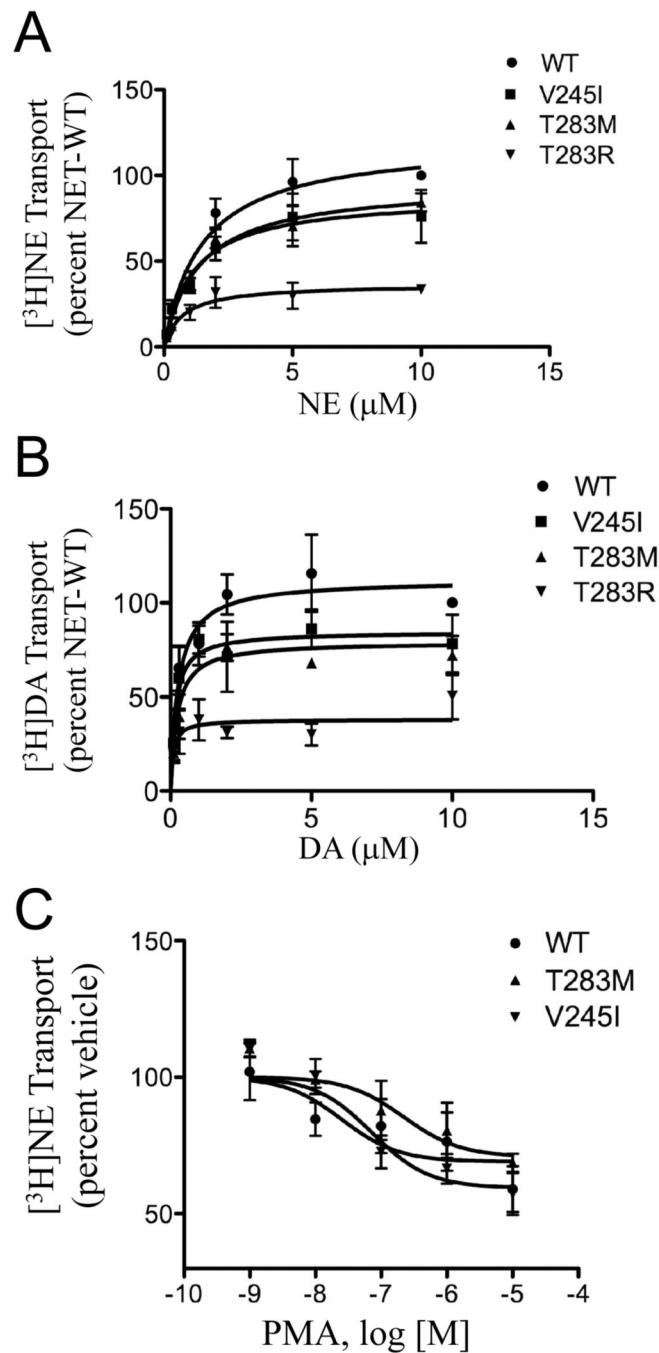 A
[³H]NE Transport
(percent NET-WT)
150
100
50
0
0
5
10
15
NE (μM)
WT
V245I
T283M
T283R
B
[³H]DA Transport
(percent NET-WT)
150
100
50
0
0
5
10
15
DA (μM)
WT
V245I
T283M
T283R
C
[³H]NE Transport
(percent vehicle)
150
100
50
-10
-9
-8
-7
-6
-5
-4
PMA, log [M]
WT
T283M
V245I